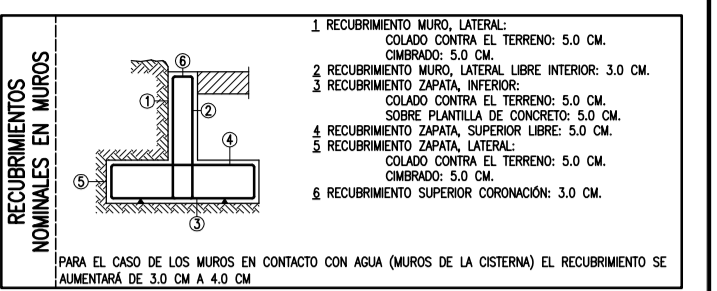 RECUBRIMIENTOS
NOMINALES EN MUROS
1
2
3
4
5
6
1 RECUBRIMIENTO MURO, LATERAL:
COLADO CONTRA EL TERRENO: 5.0 CM.
CIMBRADO: 5.0 CM.
2 RECUBRIMIENTO MURO, LATERAL LIBRE INTERIOR: 3.0 CM.
3 RECUBRIMIENTO ZAPATA, INFERIOR:
COLADO CONTRA EL TERRENO: 5.0 CM.
SOBRE PLANTILLA DE CONCRETO: 5.0 CM.
4 RECUBRIMIENTO ZAPATA, SUPERIOR LIBRE: 5.0 CM.
5 RECUBRIMIENTO ZAPATA, LATERAL:
COLADO CONTRA EL TERRENO: 5.0 CM.
CIMBRADO: 5.0 CM.
6 RECUBRIMIENTO SUPERIOR CORONACIÓN: 3.0 CM.
PARA EL CASO DE LOS MUROS EN CONTACTO CON AGUA (MUROS DE LA CISTERNA) EL RECUBRIMIENTO SE
AUMENTARÁ DE 3.0 CM A 4.0 CM